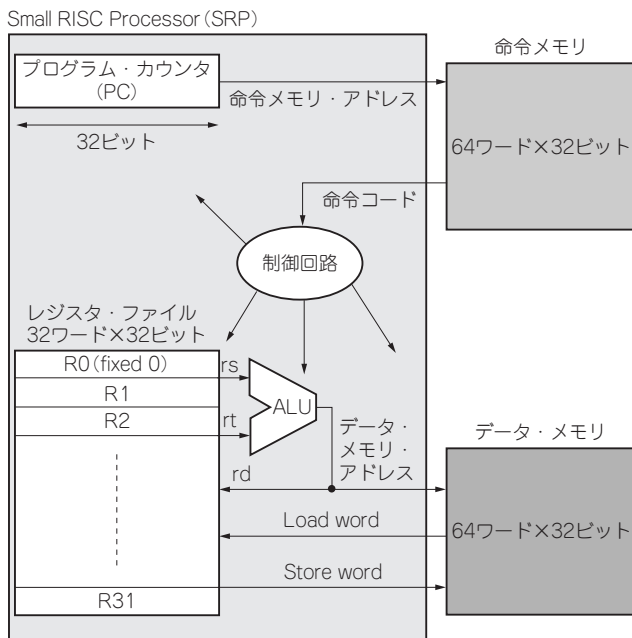 Small RISC Processor(SRP)
プログラム・カウンタ
(PC)
32ビット
命令メモリ・アドレス
命令メモリ
64ワード×32ビット
命令コード
制御回路
レジスタ・ファイル
32ワード×32ビット
R0(fixed 0)
R1
R2
R31
rs
rt
ALU
rd
データ・
メモリ・
アドレス
データ・メモリ
64ワード×32ビット
Load word
Store word